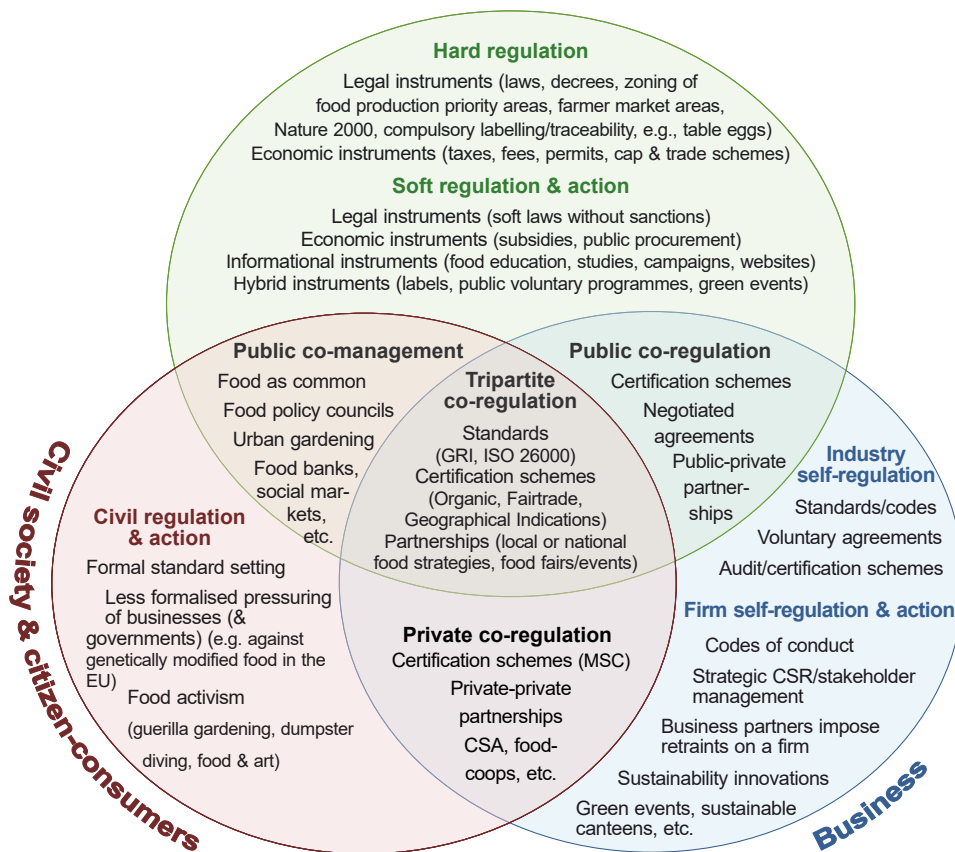 Hard regulation
Legal instruments (laws, decrees, zoning of
food production priority areas, farmer market areas,
Nature 2000, compulsory labelling/traceability, e.g., table eggs)
Economic instruments (taxes, fees, permits, cap & trade schemes)
Soft regulation & action
Legal instruments (soft laws without sanctions)
Economic instruments (subsidies, public procurement)
Informational instruments (food education, studies, campaigns, websites)
Hybrid instruments (labels, public voluntary programmes, green events)
Public co-management
Food as common
Food policy councils
Urban gardening
Food banks,
social mar-
kets,
etc.
Tripartite
co-regulation
Standards
(GRI, ISO 26000)
Certification schemes
(Organic, Fairtrade,
Geographical Indications)
Partnerships (local or national
food strategies, food fairs/events)
Public co-regulation
Certification schemes
Negotiated
agreements
Public-private
partner-
ships
Civil society & citizen-consumers
Civil regulation
& action
Formal standard setting
Less formalised pressuring
of businesses (&
governments) (e.g. against
genetically modified food in the
EU)
Food activism
(guerilla gardening, dumpster
diving, food & art)
Private co-regulation
Certification schemes (MSC)
Private-private
partnerships
CSA, food-
coops, etc.
Industry
self-regulation
Standards/codes
Voluntary agreements
Audit/certification schemes
Firm self-regulation & action
Codes of conduct
Strategic CSR/stakeholder
management
Business partners impose
retraints on a firm
Sustainability innovations
Green events, sustainable
canteens, etc.
Business